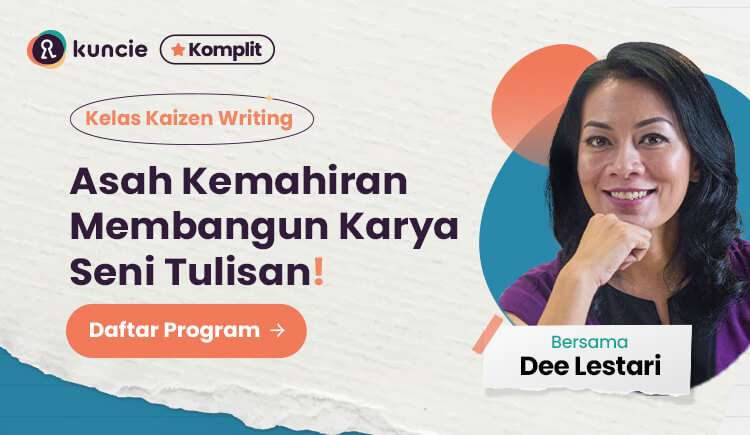 kuncie
Komplit
Kelas Kaizen Writing
Asah Kemahiran
Membangun Karya
Seni Tulisan!
Daftar Program →
Bersama
Dee Lestari